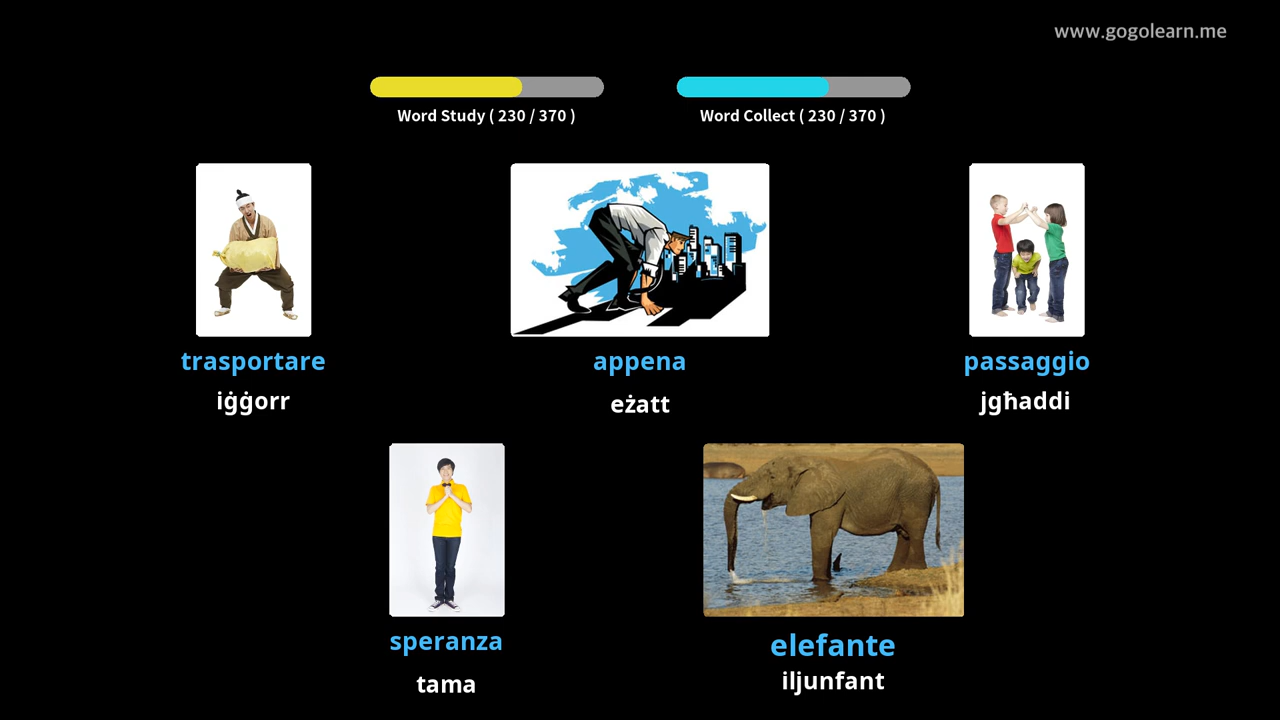 www.gogolearn.me
Word Study ( 230 / 370 )
Word Collect ( 230 / 370 )
trasportare
iġġorr
appena
eżatt
passaggio
jgħaddi
speranza
tama
elefante
iljunfant